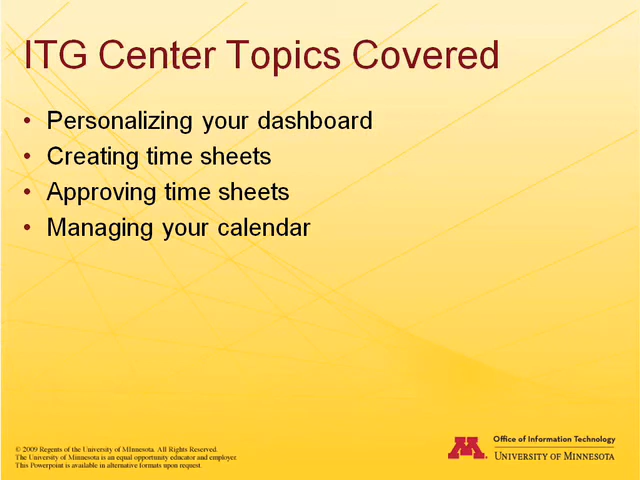 ITG Center Topics Covered
• Personalizing your dashboard
• Creating time sheets
• Approving time sheets
• Managing your calendar
© 2009 Regents of the University of MInnesota. All Rights Reserved.
The University of Minnesota is an equal opportunity educator and employer.
This Powerpoint is available in alternative formats upon request.
Office of Information Technology
M UNIVERSITY OF MINNESOTA